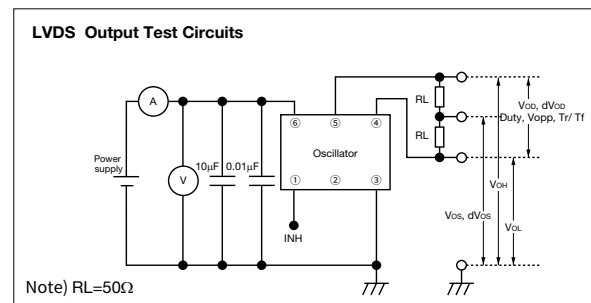 LVDS Output Test Circuits
A
RL
⑥ ⑤ ④
VOD, dVOD
Duty, Vopp, Tr/ Tf
RL
Power
supply
10μF 0.01μF
Oscillator
V
① ② ③
VOH
VOS, dVOS
VOL
INH
Note) RL=50Ω